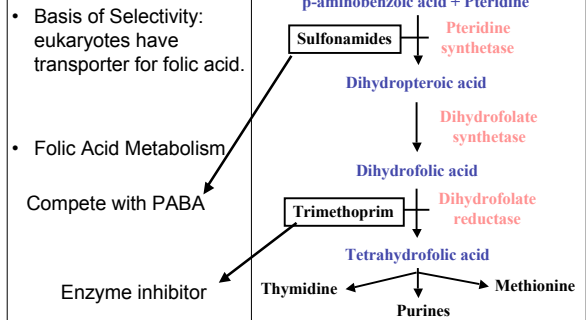 • Basis of Selectivity:
eukaryotes have
transporter for folic acid.
• Folic Acid Metabolism
Compete with PABA
Enzyme inhibitor
p-aminobenzoic acid + Pteridine
Sulfonamides
Pteridine
synthetase
Dihydropteroic acid
Dihydrofolate
synthetase
Dihydrofolic acid
Trimethoprim
Dihydrofolate
reductase
Tetrahydrofolic acid
Thymidine
Methionine
Purines